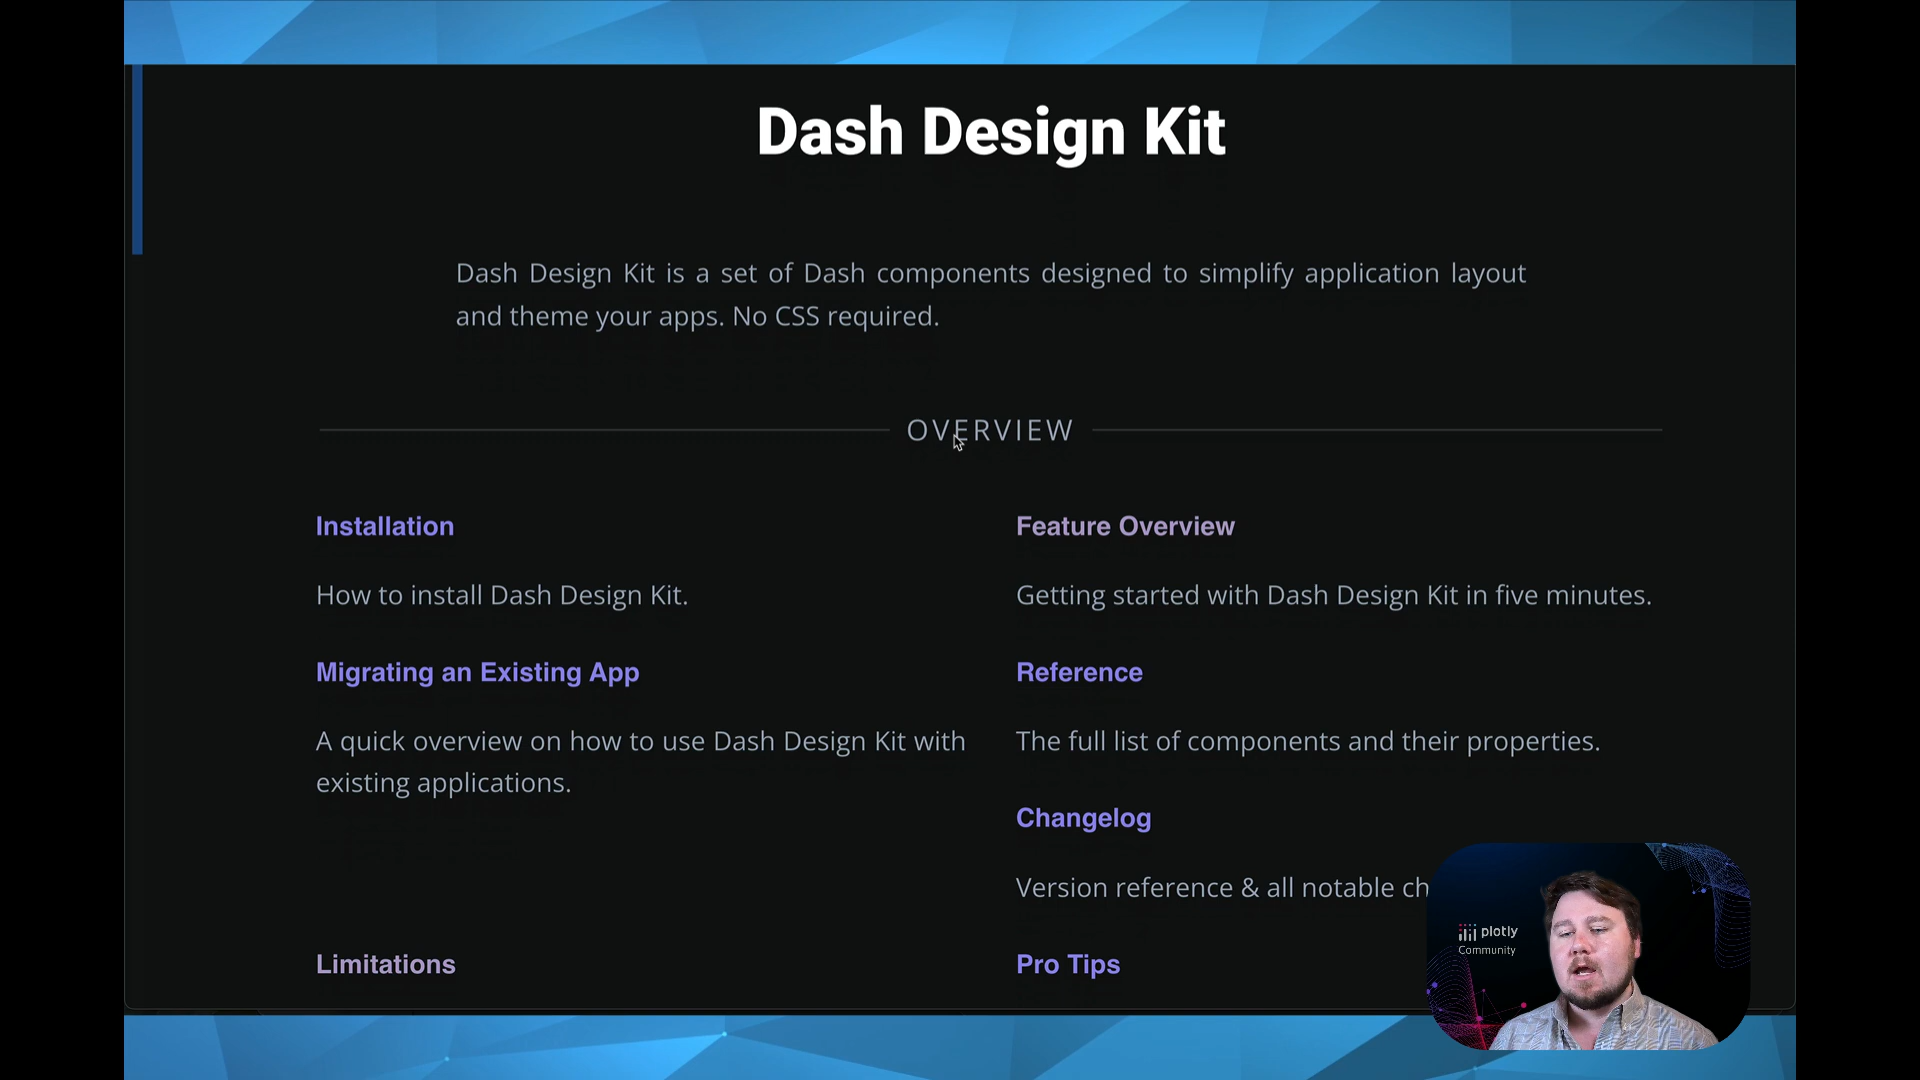 Dash Design Kit
Dash Design Kit is a set of Dash components designed to simplify application layout
and theme your apps. No CSS required.
OVERVIEW
Installation
How to install Dash Design Kit.
Migrating an Existing App
A quick overview on how to use Dash Design Kit with
existing applications.
Limitations
Feature Overview
Getting started with Dash Design Kit in five minutes.
Reference
The full list of components and their properties.
Changelog
Version reference & all notable ch
Pro Tips
plotly
Community